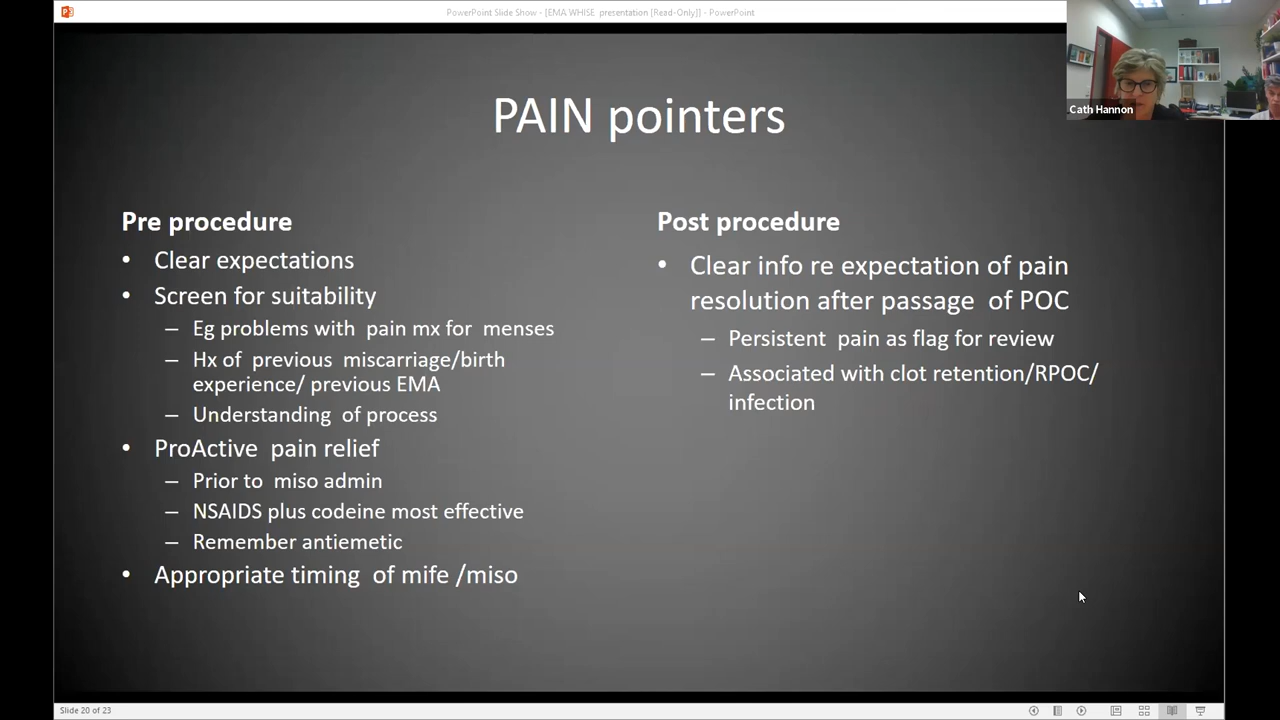 PowerPoint Slide Show - [EMA WHISE presentation [Read-Only]] - PowerPoint
Cath Hannon
PAIN pointers
Pre procedure
• Clear expectations
• Screen for suitability
– Eg problems with pain mx for menses
– Hx of previous miscarriage/birth
experience/ previous EMA
– Understanding of process
• ProActive pain relief
– Prior to miso admin
– NSAIDS plus codeine most effective
– Remember antiemetic
• Appropriate timing of mife /miso
Post procedure
• Clear info re expectation of pain
resolution after passage of POC
– Persistent pain as flag for review
– Associated with clot retention/RPOC/
infection
Slide 20 of 23